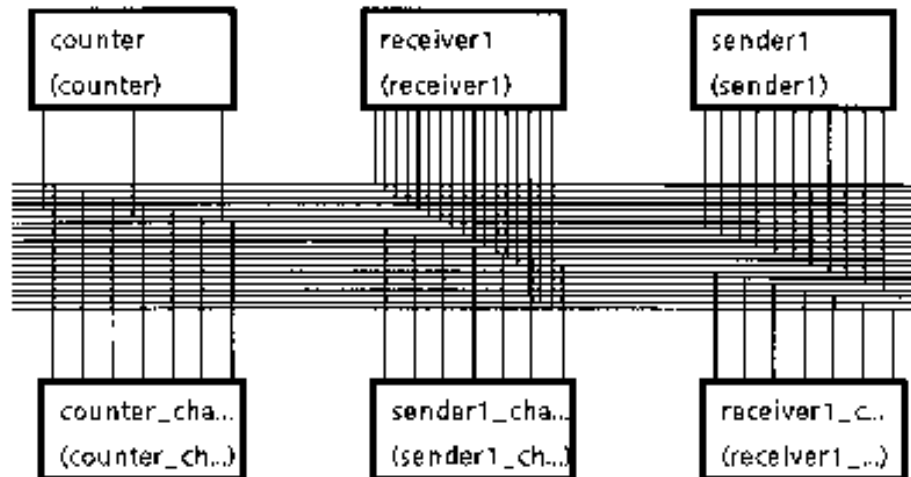 counter
(counter)
receiver1
(receiver1)
sender1
(sender1)
counter_cha...
(counter_ch...)
sender1_cha...
(sender1_ch...)
receiver1_c...
(receiver1_...)